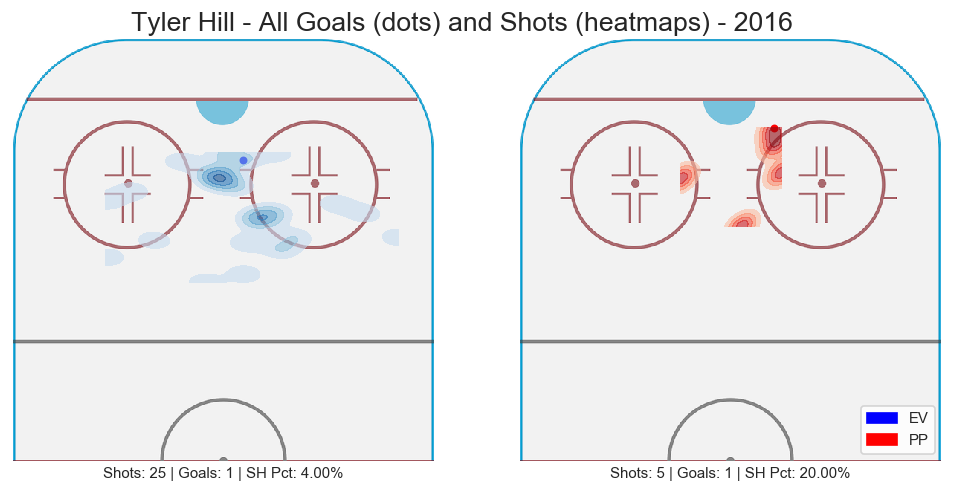 Tyler Hill - All Goals (dots) and Shots (heatmaps) - 2016
EV
PP
Shots: 25 | Goals: 1 | SH Pct: 4.00%
Shots: 5 | Goals: 1 | SH Pct: 20.00%